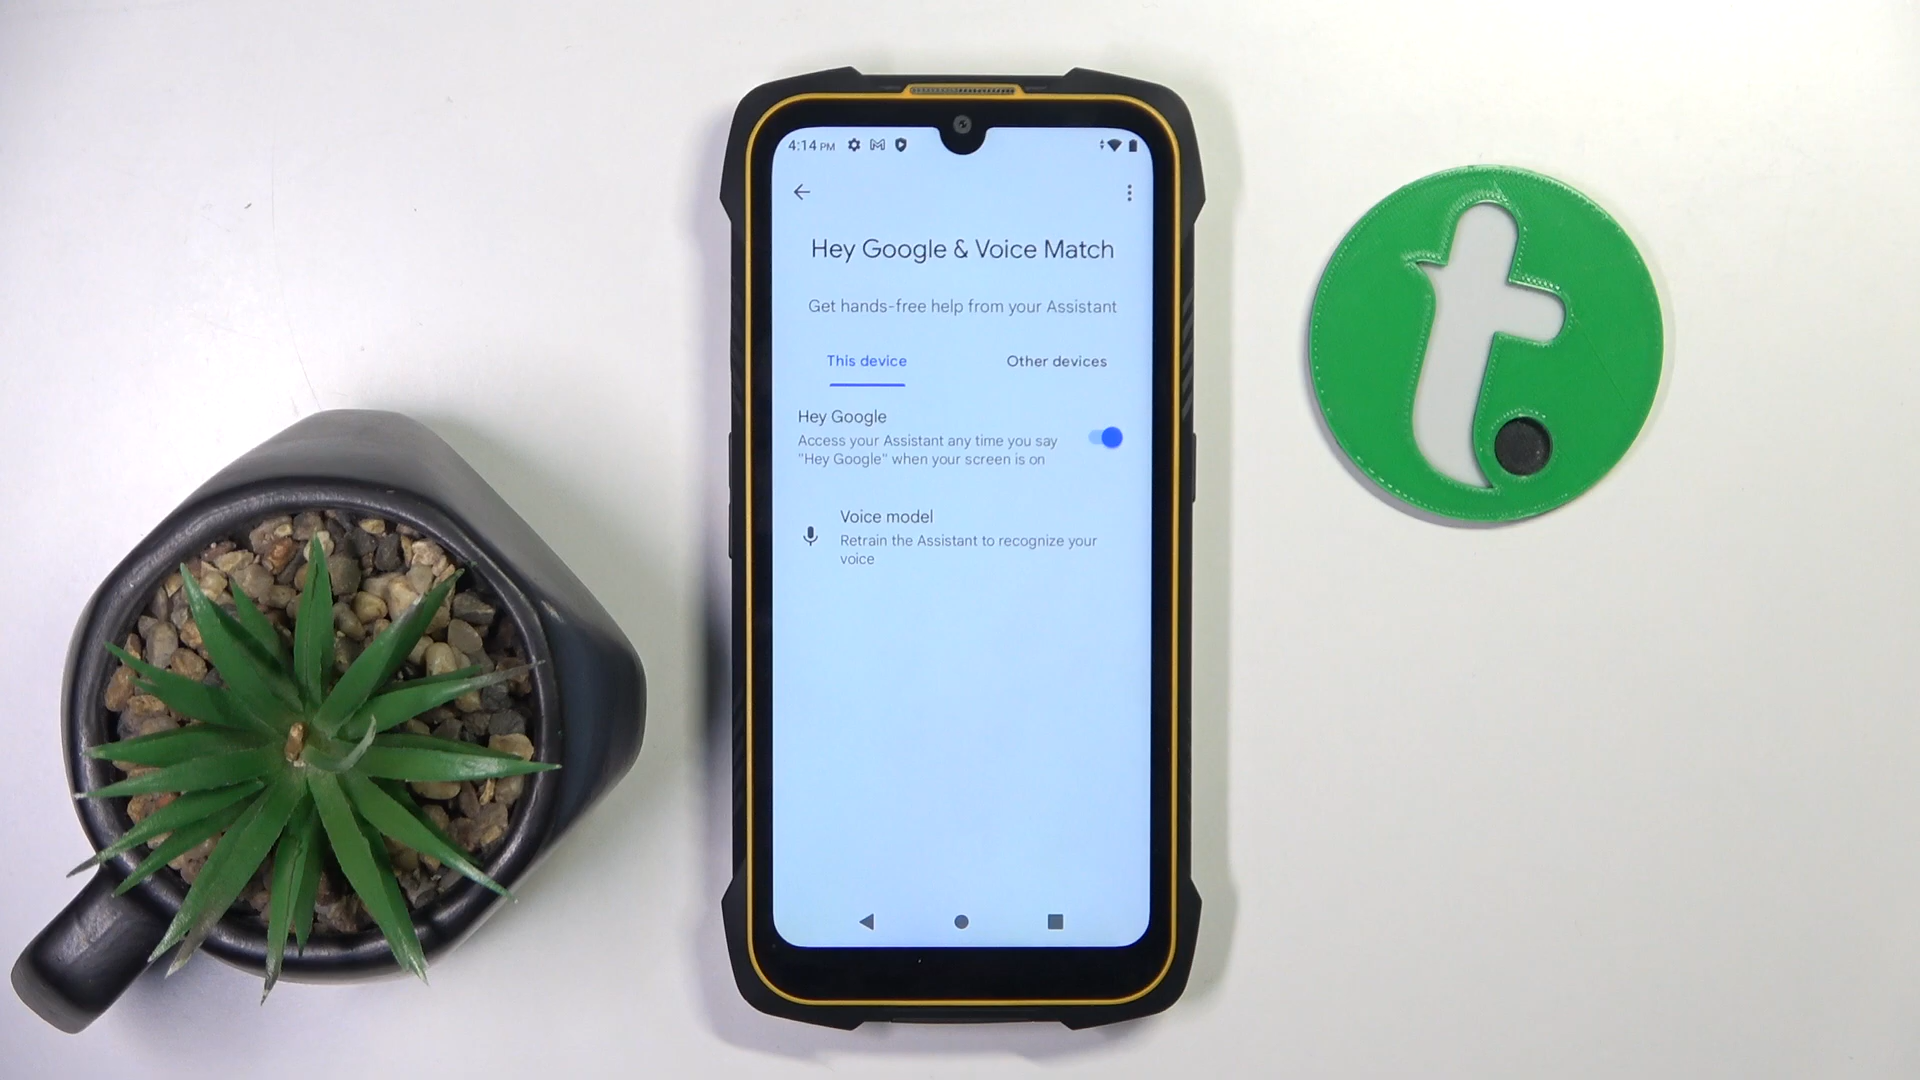 4:14 PM
Hey Google & Voice Match
Get hands-free help from your Assistant
This device
Other devices
Hey Google
Access your Assistant any time you say
"Hey Google" when your screen is on
Voice model
Retrain the Assistant to recognize your
voice
t.